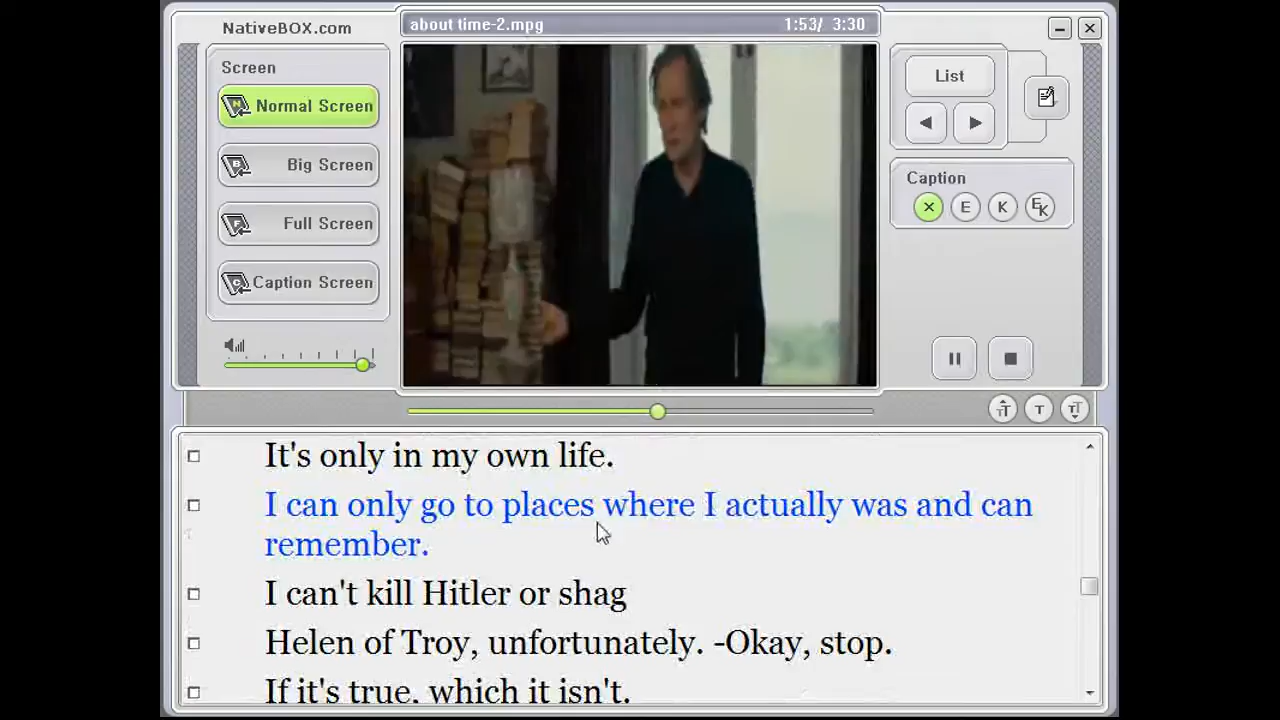 NativeBOX.com
about time-2.mpg 1:53/ 3:30
Screen
Normal Screen
Big Screen
Full Screen
Caption Screen
List
Caption
E K EK
T T T
It's only in my own life.
I can only go to places where I actually was and can
remember.
I can't kill Hitler or shag
Helen of Troy, unfortunately. -Okay, stop.
If it's true, which it isn't.